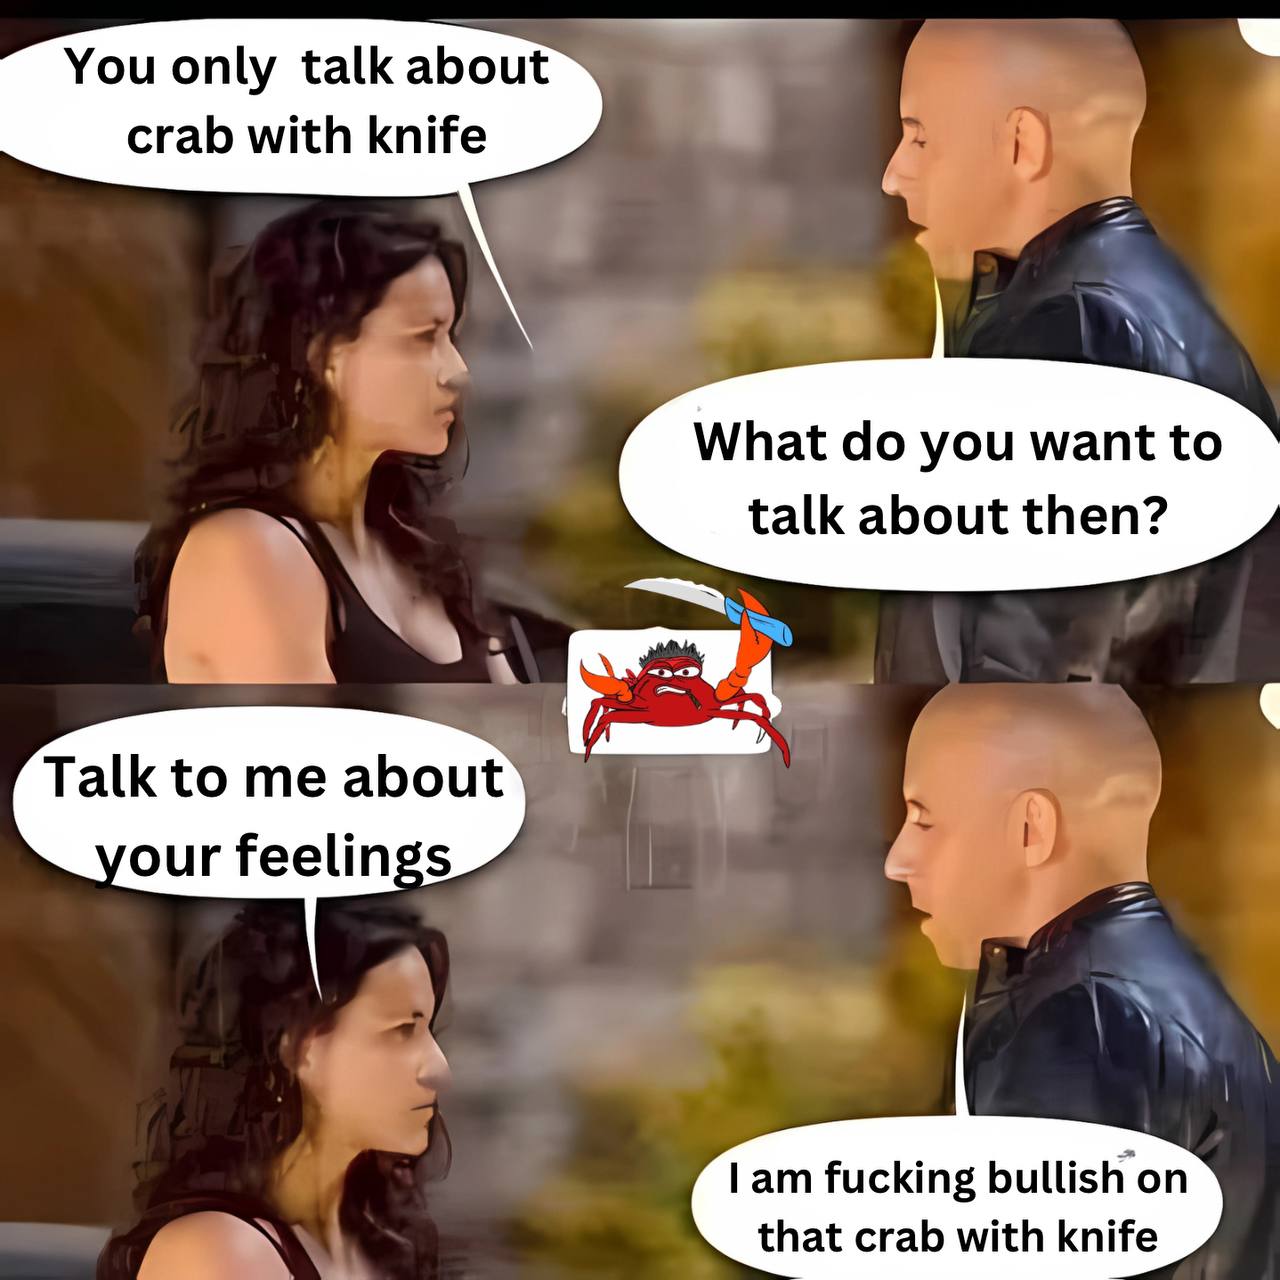 You only talk about
crab with knife
What do you want to
talk about then?
Talk to me about
your feelings
I am fucking bullish on
that crab with knife